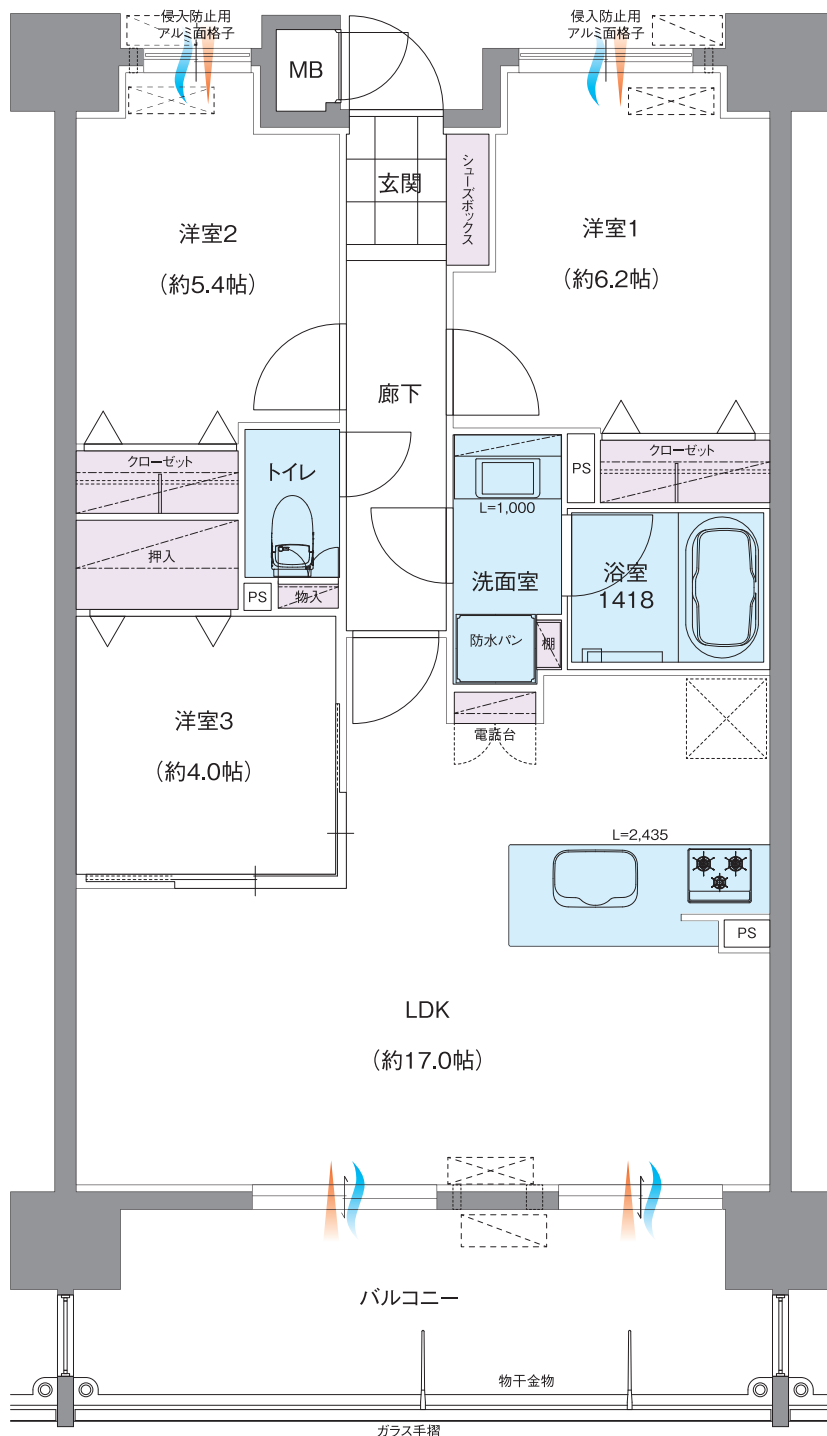 侵入防止用
アルミ面格子
侵入防止用
アルミ面格子
MB
玄関
シューズボックス
洋室2
（約5.4帖）
洋室1
（約6.2帖）
廊下
クローゼット
トイレ
PS
クローゼット
L=1,000
押入
PS
物入
洗面室
浴室
1418
防水パン
棚
洋室3
（約4.0帖）
電話台
L=2,435
PS
LDK
（約17.0帖）
バルコニー
物干金物
ガラス手摺